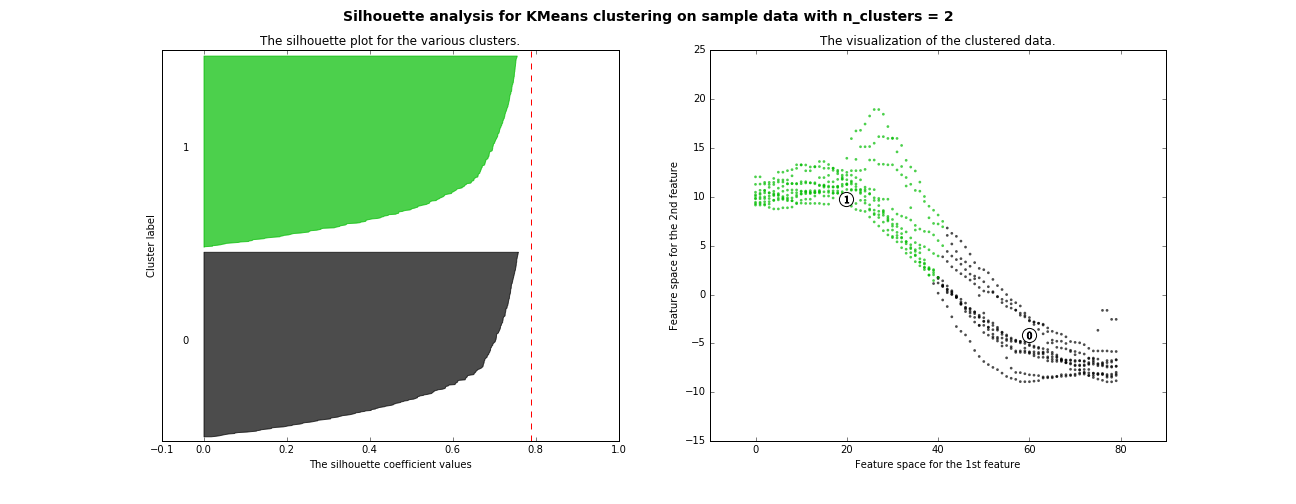 Silhouette analysis for KMeans clustering on sample data with n_clusters = 2
The silhouette plot for the various clusters.
Cluster label
1
0
−0.1 0.0 0.2 0.4 0.6 0.8 1.0
The silhouette coefficient values
The visualization of the clustered data.
Feature space for the 2nd feature
25
20
15
10
5
0
−5
−10
−15
1
0
0 20 40 60 80
Feature space for the 1st feature